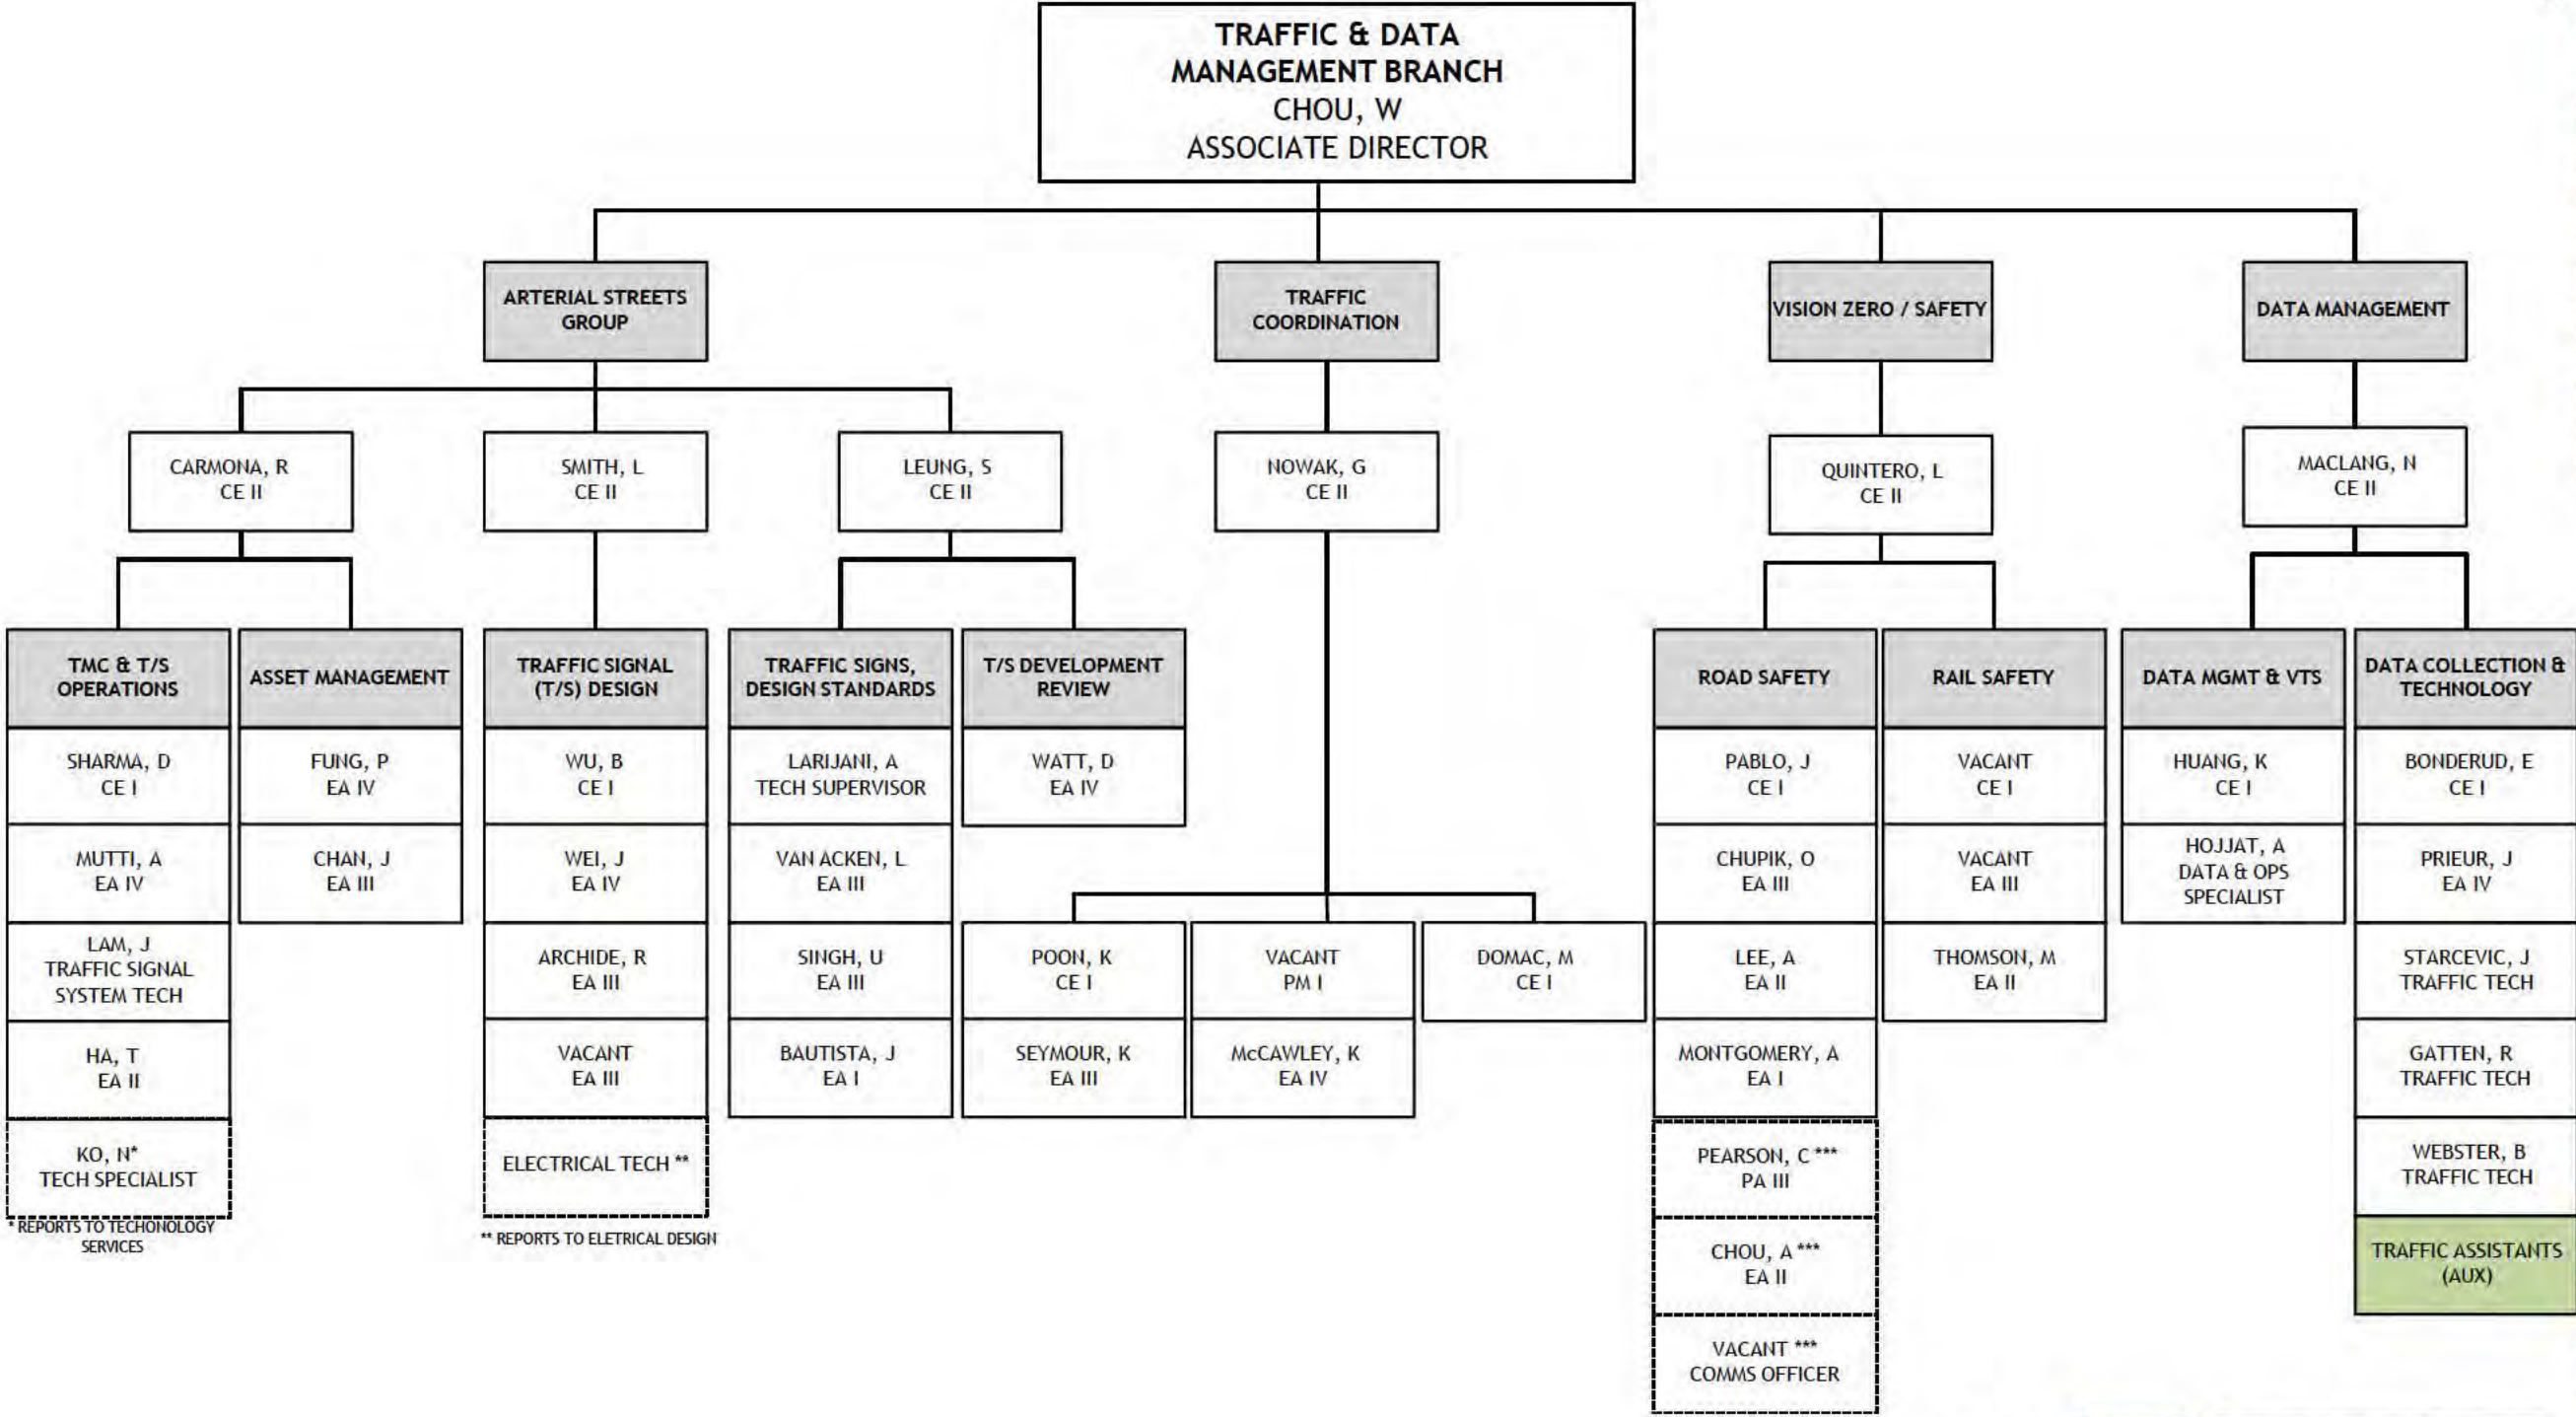 TRAFFIC & DATA
MANAGEMENT BRANCH
CHOU, W
ASSOCIATE DIRECTOR
ARTERIAL STREETS
GROUP
TRAFFIC
COORDINATION
VISION ZERO / SAFETY
DATA MANAGEMENT
CARMONA, R
CE II
SMITH, L
CE II
LEUNG, S
CE II
NOWAK, G
CE II
QUINTERO, L
CE II
MACLANG, N
CE II
TMC & T/S
OPERATIONS
SHARMA, D
CE I
MUTTI, A
EA IV
LAM, J
TRAFFIC SIGNAL
SYSTEM TECH
HA, T
EA II
KO, N*
TECH SPECIALIST
* REPORTS TO TECHONOLOGY
SERVICES
ASSET MANAGEMENT
FUNG, P
EA IV
CHAN, J
EA III
TRAFFIC SIGNAL
(T/S) DESIGN
WU, B
CE I
WEI, J
EA IV
ARCHIDE, R
EA III
VACANT
EA III
ELECTRICAL TECH **
** REPORTS TO ELETRICAL DESIGN
TRAFFIC SIGNS,
DESIGN STANDARDS
LARIJANI, A
TECH SUPERVISOR
VAN ACKEN, L
EA III
SINGH, U
EA III
BAUTISTA, J
EA I
T/S DEVELOPMENT
REVIEW
WATT, D
EA IV
POON, K
CE I
SEYMOUR, K
EA III
VACANT
PM I
McCAWLEY, K
EA IV
DOMAC, M
CE I
ROAD SAFETY
PABLO, J
CE I
CHUPIK, O
EA III
LEE, A
EA II
MONTGOMERY, A
EA I
PEARSON, C ***
PA III
CHOU, A ***
EA II
VACANT ***
COMMS OFFICER
RAIL SAFETY
VACANT
CE I
VACANT
EA III
THOMSON, M
EA II
DATA MGMT & VTS
HUANG, K
CE I
HOJJAT, A
DATA & OPS
SPECIALIST
DATA COLLECTION &
TECHNOLOGY
BONDERUD, E
CE I
PRIEUR, J
EA IV
STARCEVIC, J
TRAFFIC TECH
GATTEN, R
TRAFFIC TECH
WEBSTER, B
TRAFFIC TECH
TRAFFIC ASSISTANTS
(AUX)